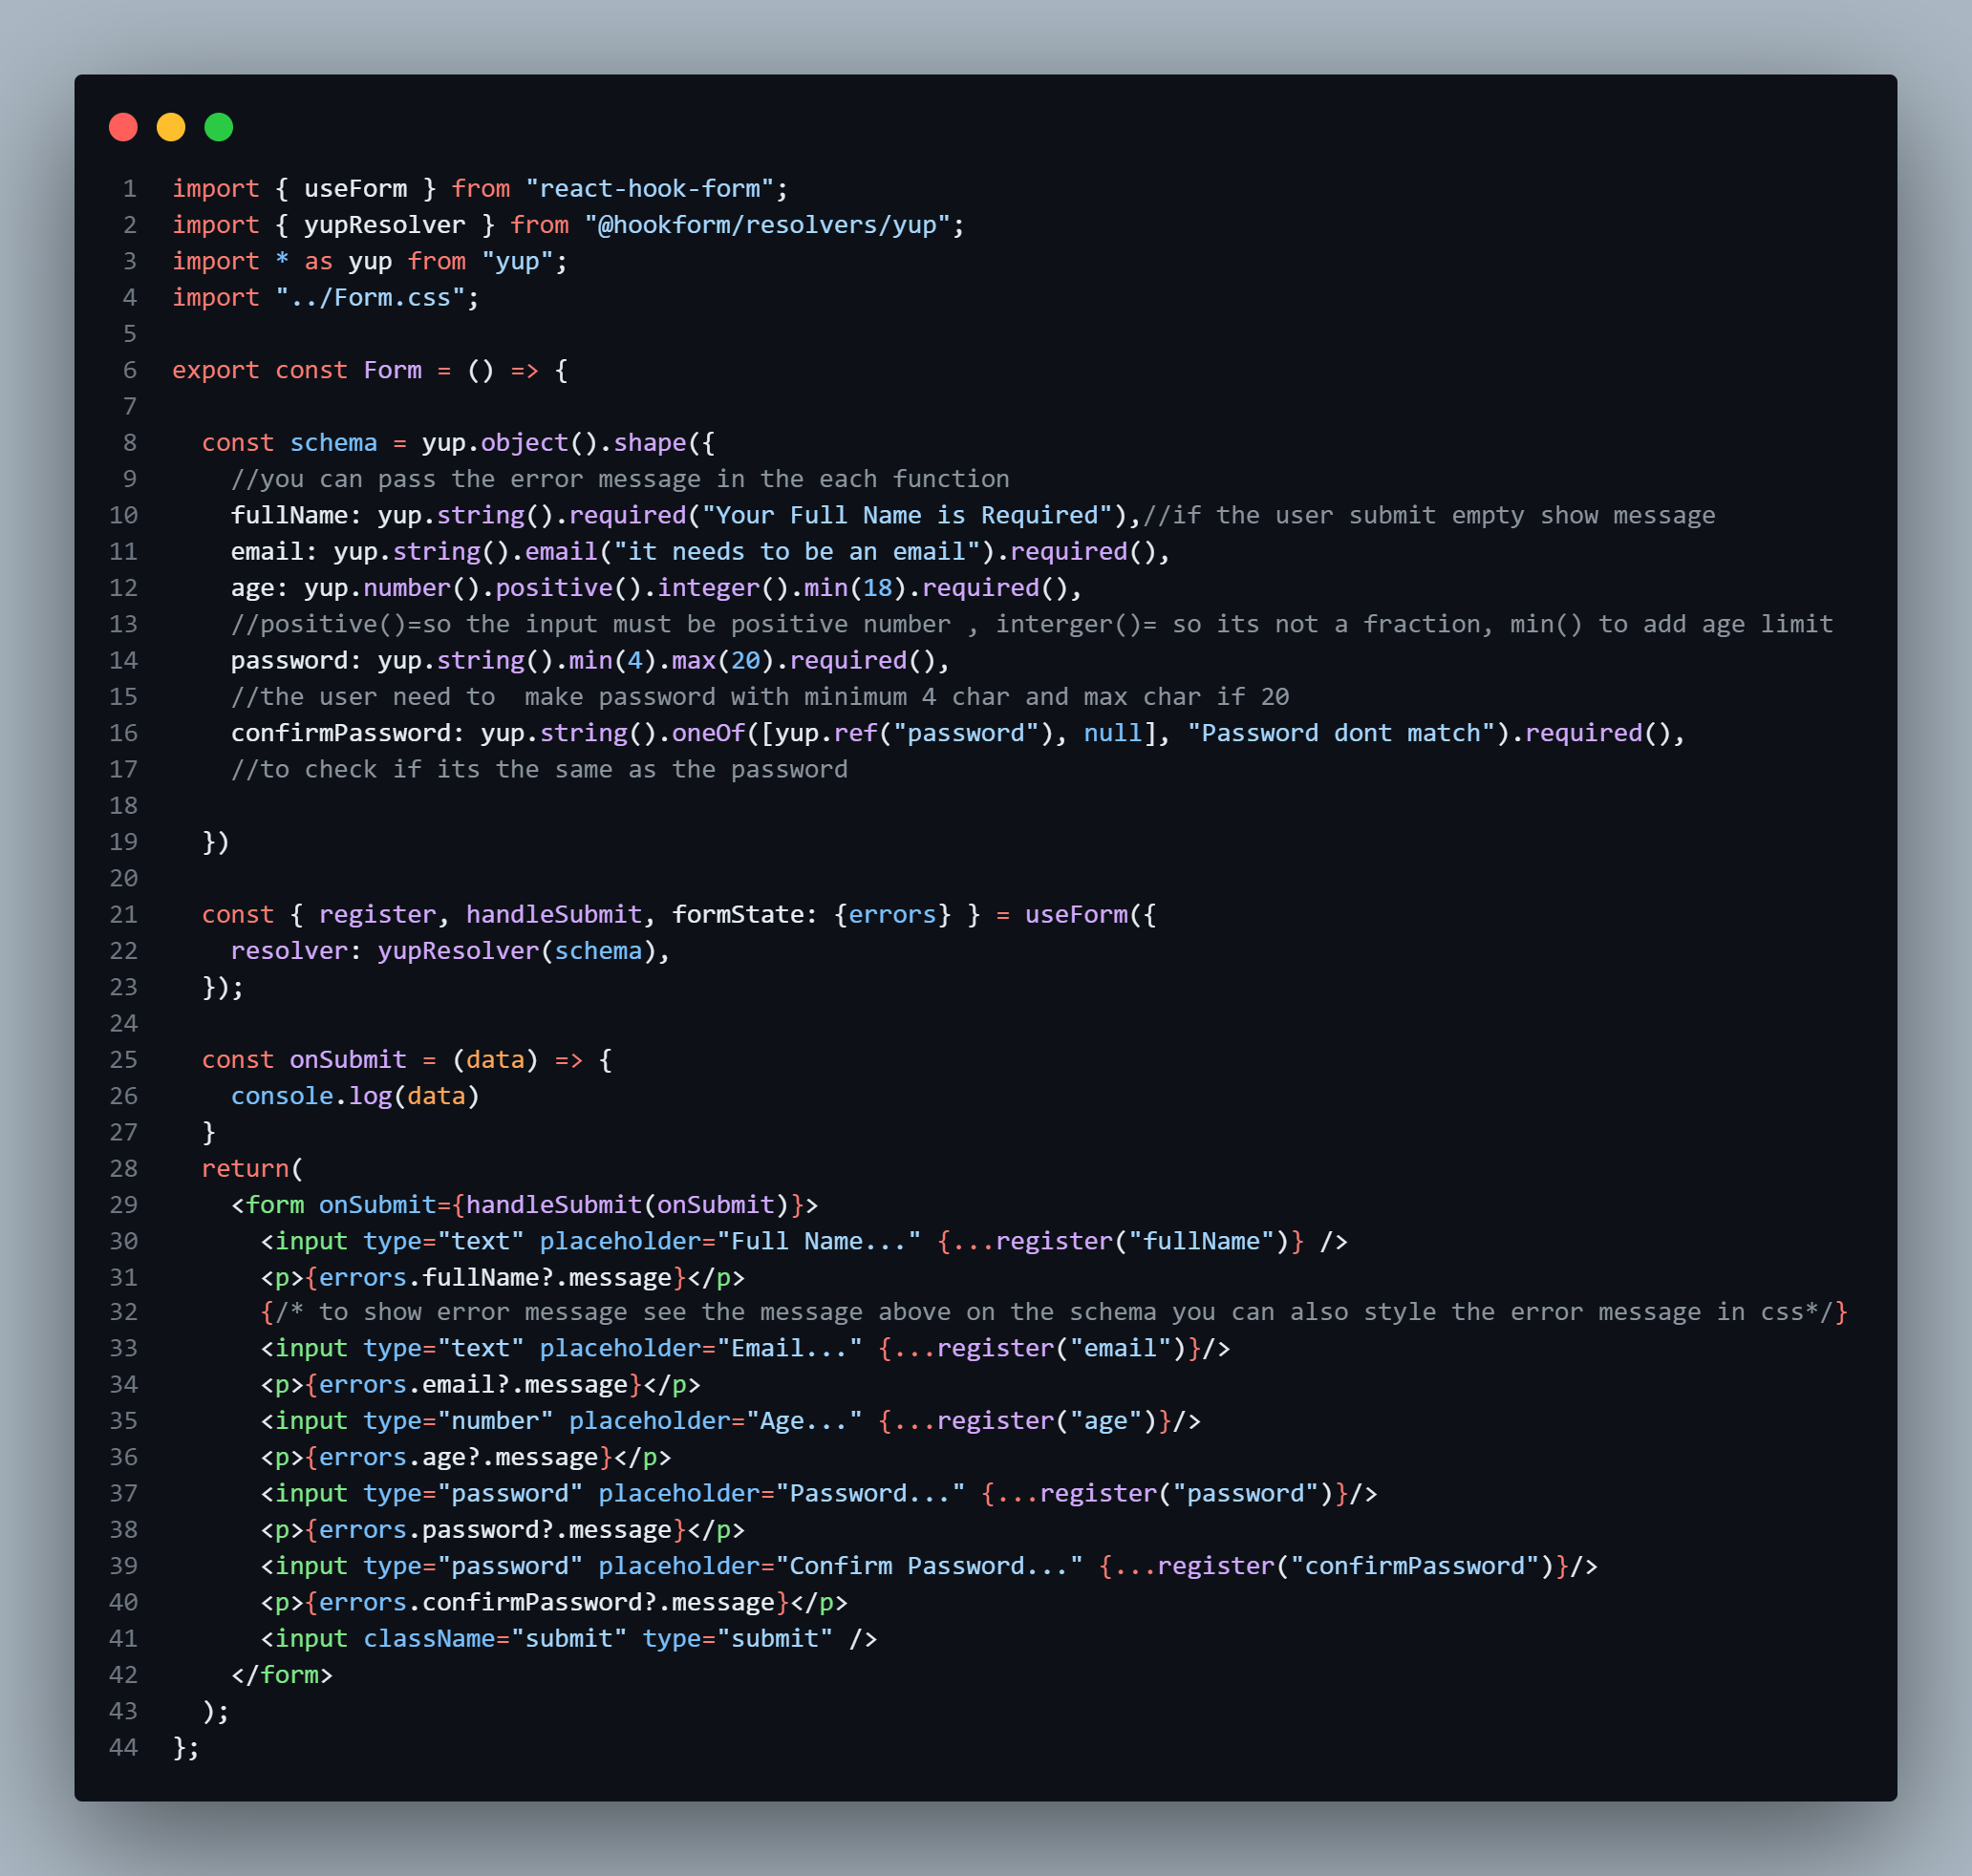 1 import { useForm } from "react-hook-form";
2 import { yupResolver } from "@hookform/resolvers/yup";
3 import * as yup from "yup";
4 import "../Form.css";
5
6 export const Form = () => {
7
8   const schema = yup.object().shape({
9     //you can pass the error message in the each function
10     fullName: yup.string().required("Your Full Name is Required"),//if the user submit empty show message
11     email: yup.string().email("it needs to be an email").required(),
12     age: yup.number().positive().integer().min(18).required(),
13     //positive()=so the input must be positive number , interger()= so its not a fraction, min() to add age limit
14     password: yup.string().min(4).max(20).required(),
15     //the user need to  make password with minimum 4 char and max char if 20
16     confirmPassword: yup.string().oneOf([yup.ref("password"), null], "Password dont match").required(),
17     //to check if its the same as the password
18
19   })
20
21   const { register, handleSubmit, formState: {errors} } = useForm({
22     resolver: yupResolver(schema),
23   });
24
25   const onSubmit = (data) => {
26     console.log(data)
27   }
28   return(
29     <form onSubmit={handleSubmit(onSubmit)}>
30       <input type="text" placeholder="Full Name..." {...register("fullName")} />
31       <p>{errors.fullName?.message}</p>
32       {/* to show error message see the message above on the schema you can also style the error message in css*/}
33       <input type="text" placeholder="Email..." {...register("email")}/>
34       <p>{errors.email?.message}</p>
35       <input type="number" placeholder="Age..." {...register("age")}/>
36       <p>{errors.age?.message}</p>
37       <input type="password" placeholder="Password..." {...register("password")}/>
38       <p>{errors.password?.message}</p>
39       <input type="password" placeholder="Confirm Password..." {...register("confirmPassword")}/>
40       <p>{errors.confirmPassword?.message}</p>
41       <input className="submit" type="submit" />
42     </form>
43   );
44 };